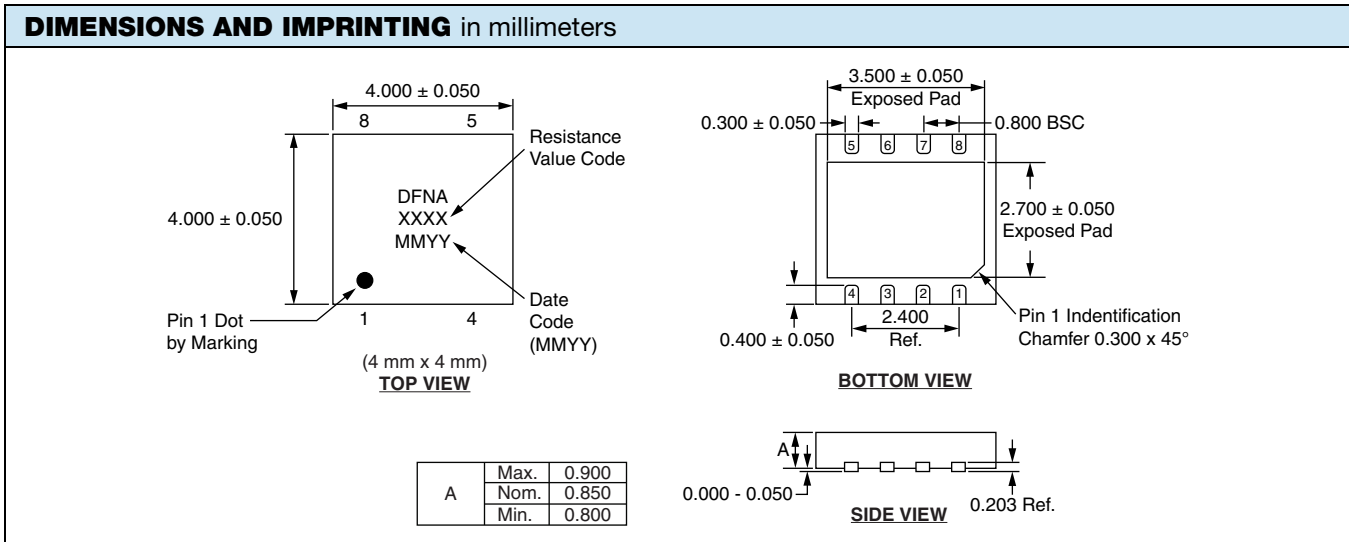 DIMENSIONS AND IMPRINTING in millimeters
4.000 ± 0.050
8 5
Resistance
Value Code
4.000 ± 0.050
DFNA
XXXX
MMYY
Pin 1 Dot
by Marking
1 4
Date
Code
(MMYY)
(4 mm x 4 mm)
TOP VIEW
3.500 ± 0.050
Exposed Pad
0.300 ± 0.050
0.800 BSC
5 6 7 8
2.700 ± 0.050
Exposed Pad
4 3 2 1
0.400 ± 0.050
2.400
Ref.
Pin 1 Indentification
Chamfer 0.300 x 45°
BOTTOM VIEW
A Max. 0.900
Nom. 0.850
Min. 0.800
A
0.000 - 0.050
0.203 Ref.
SIDE VIEW